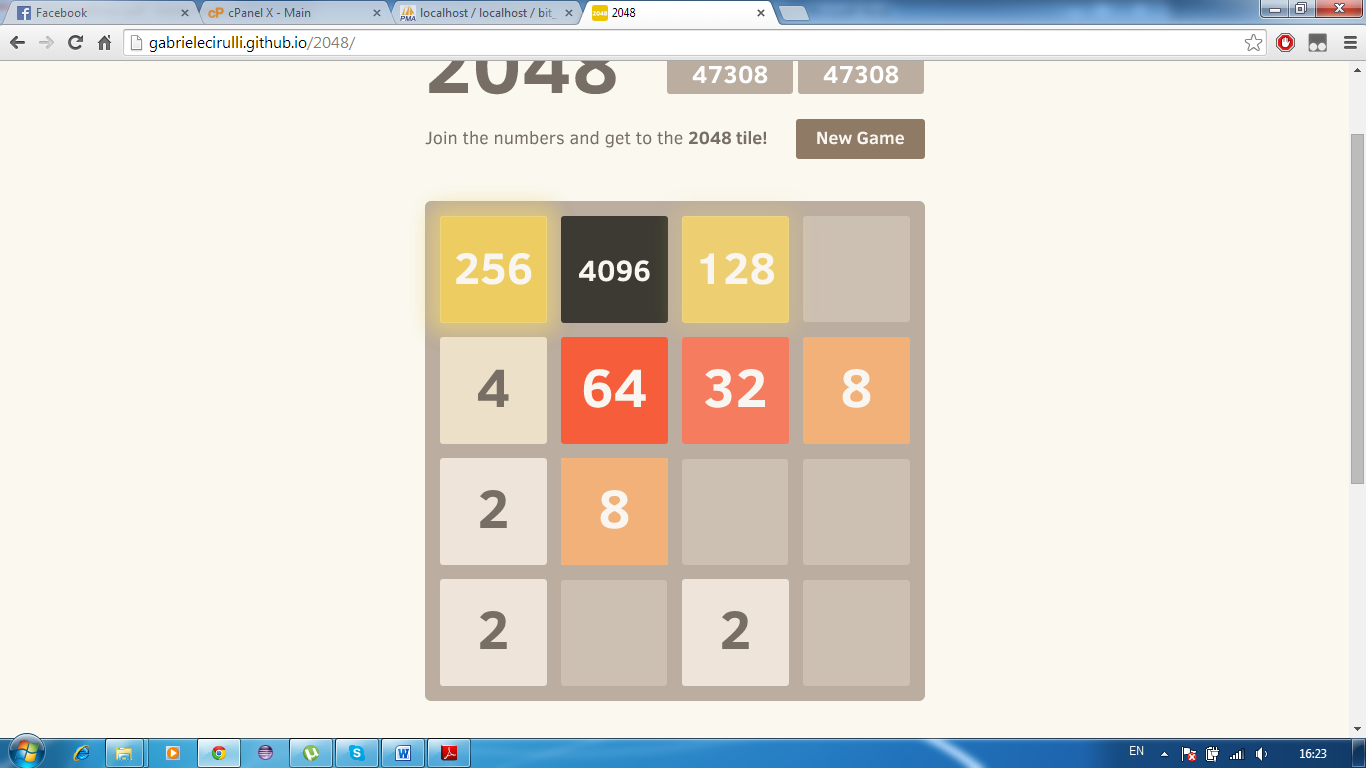 Facebook
cPanel X - Main
localhost / localhost / bit_
2048
gabrielecirulli.github.io/2048/
2048
47308 47308
Join the numbers and get to the 2048 tile!
New Game
256 4096 128
4 64 32 8
2 8
2 2
EN
16:23